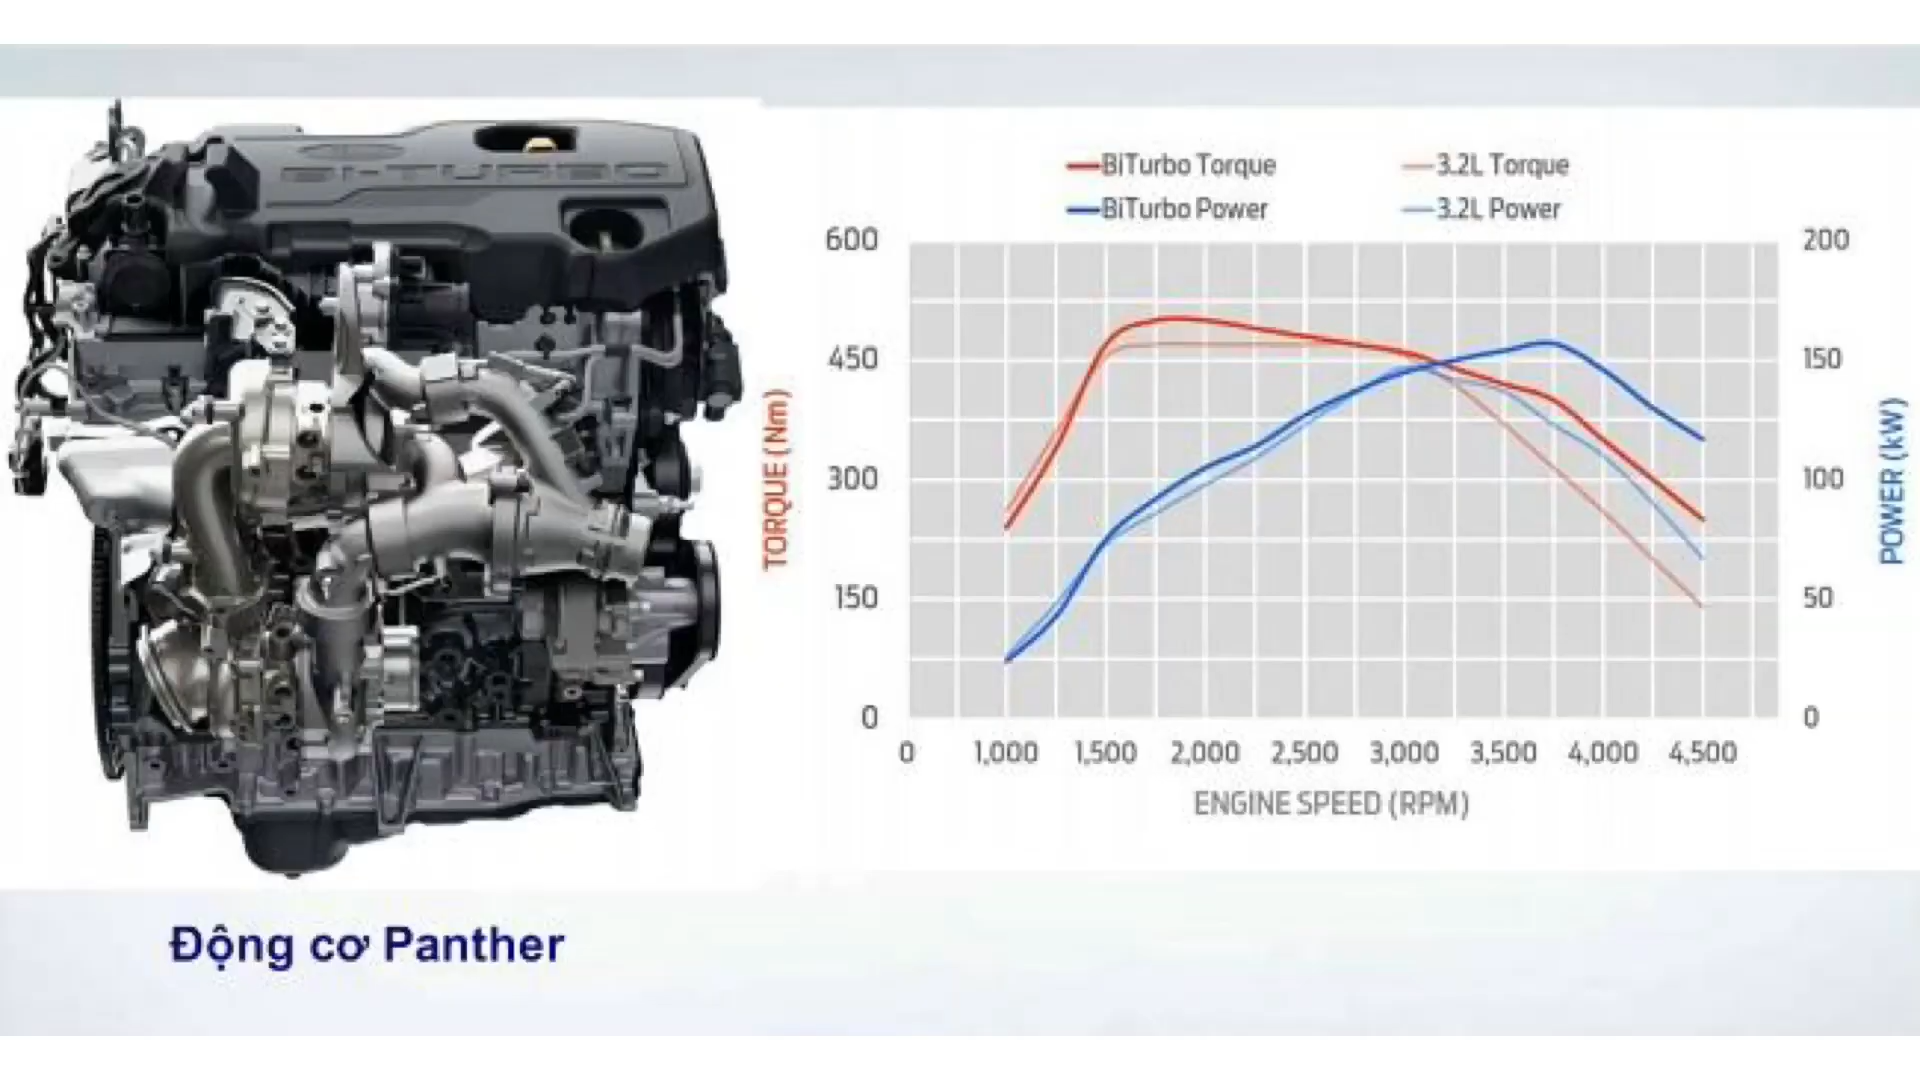 BI-TURBO
BiTurbo Torque
3.2L Torque
BiTurbo Power
3.2L Power
600
450
300
150
0
TORQUE (Nm)
200
150
100
50
0
POWER (kW)
0 1,000 1,500 2,000 2,500 3,000 3,500 4,000 4,500
ENGINE SPEED (RPM)
Động cơ Panther